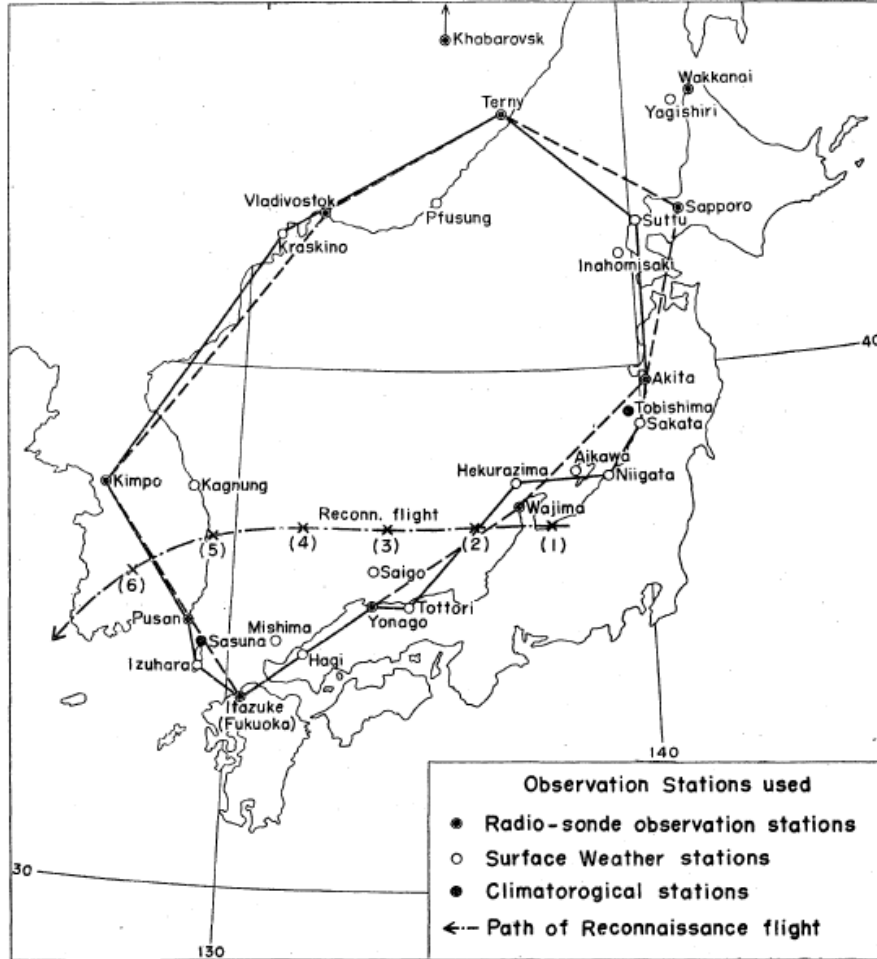 Khabarovsk
Wakkanai
Yagishiri
Terny
Vladivostok
Pfusung
Sapporo
Suttu
Kraskino
Inahomisaki
40
Akita
Tobishima
Sakata
Aikawa
Hekurazima
Niigata
Kimpo
Kagnung
Wajima
Reconn. flight
(1)
(2)
(3)
(4)
(5)
(6)
Saigo
Pusan
Tottori
Yonago
Mishima
Sasuna
Hagi
Izuhara
Itazuke
(Fukuoka)
140
Observation Stations used
Radio-sonde observation stations
Surface Weather stations
Climatorogical stations
Path of Reconnaissance flight
30
130